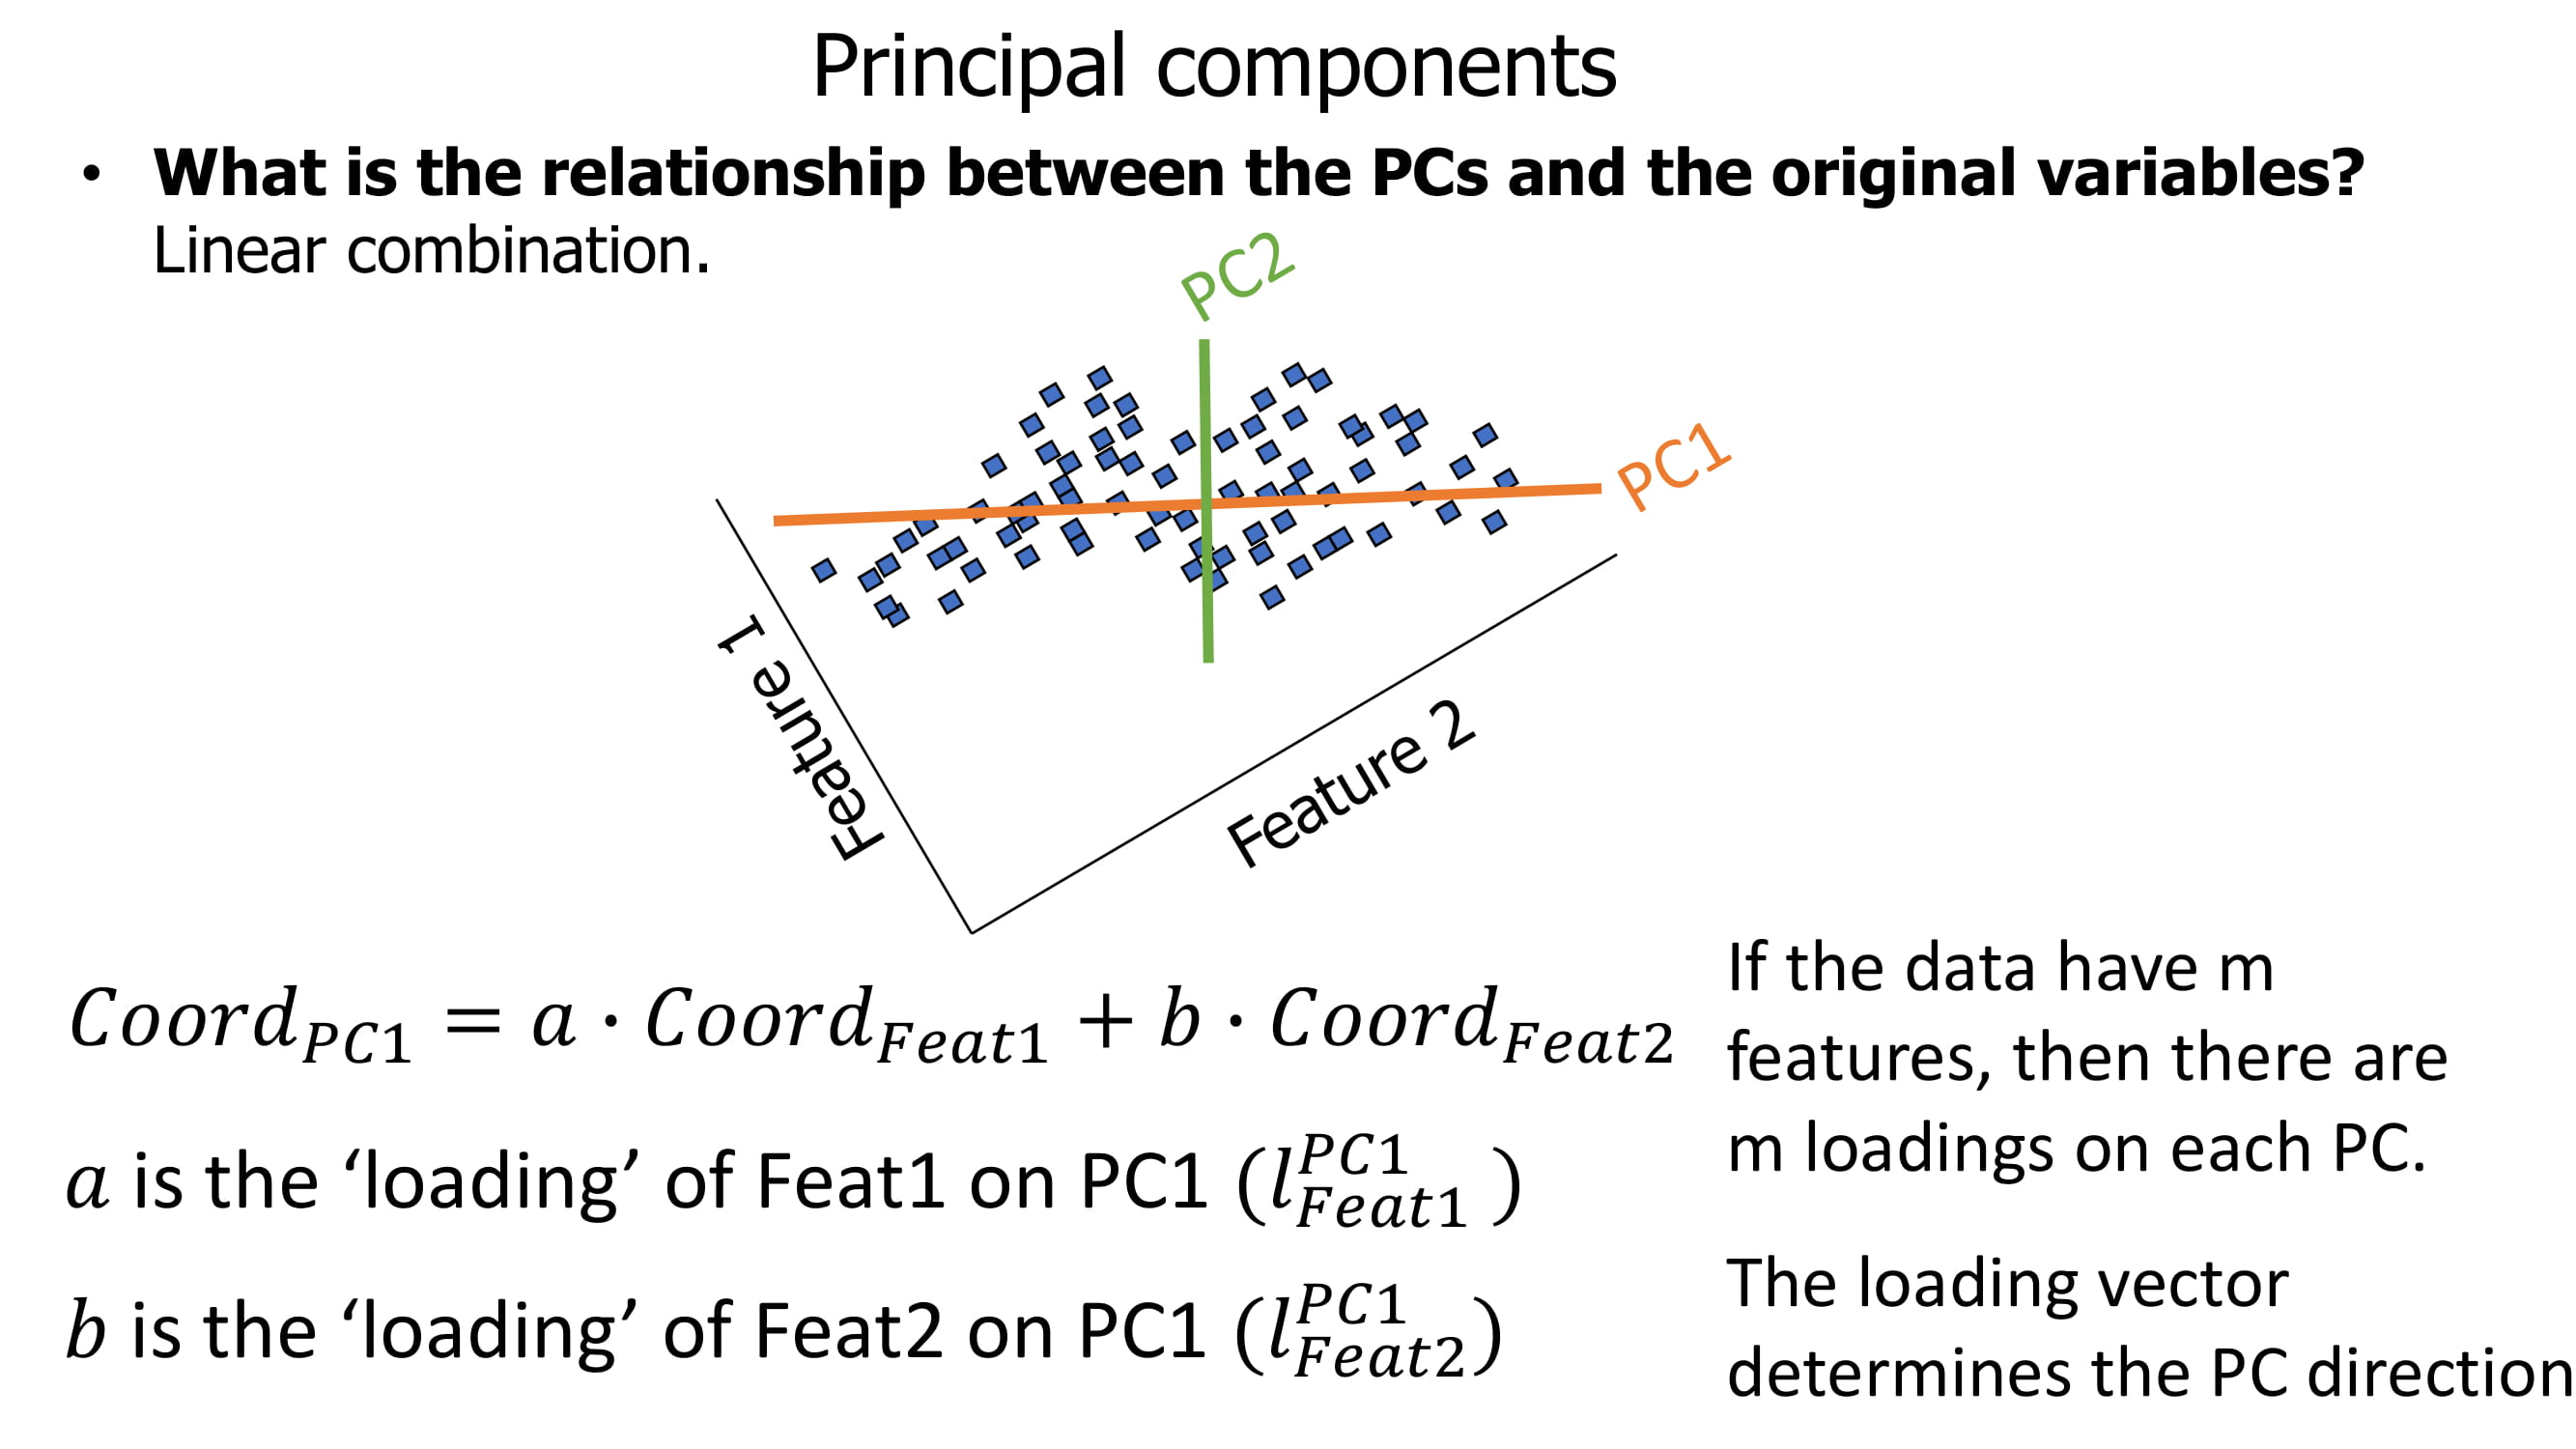 Principal components
• What is the relationship between the PCs and the original variables?
Linear combination.
PC2
PC1
Feature 1
Feature 2
Coord_{PC1} = a · Coord_{Feat1} + b · Coord_{Feat2}
a is the ‘loading’ of Feat1 on PC1 (l_{Feat1}^{PC1})
b is the ‘loading’ of Feat2 on PC1 (l_{Feat2}^{PC1})
If the data have m
features, then there are
m loadings on each PC.
The loading vector
determines the PC direction